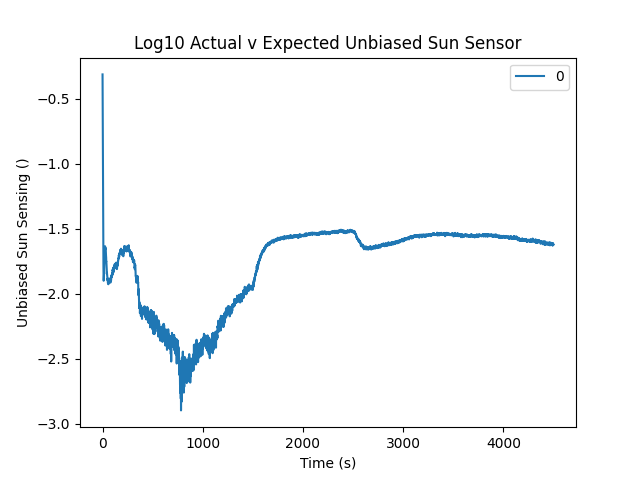 Log10 Actual v Expected Unbiased Sun Sensor
0
−0.5
−1.0
−1.5
−2.0
−2.5
−3.0
Unbiased Sun Sensing ()
0 1000 2000 3000 4000
Time (s)